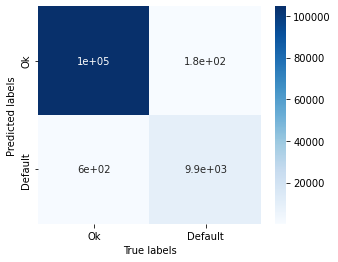 Predicted labels
Ok
Default
1e+05
1.8e+02
6e+02
9.9e+03
Ok
Default
True labels
100000
80000
60000
40000
20000